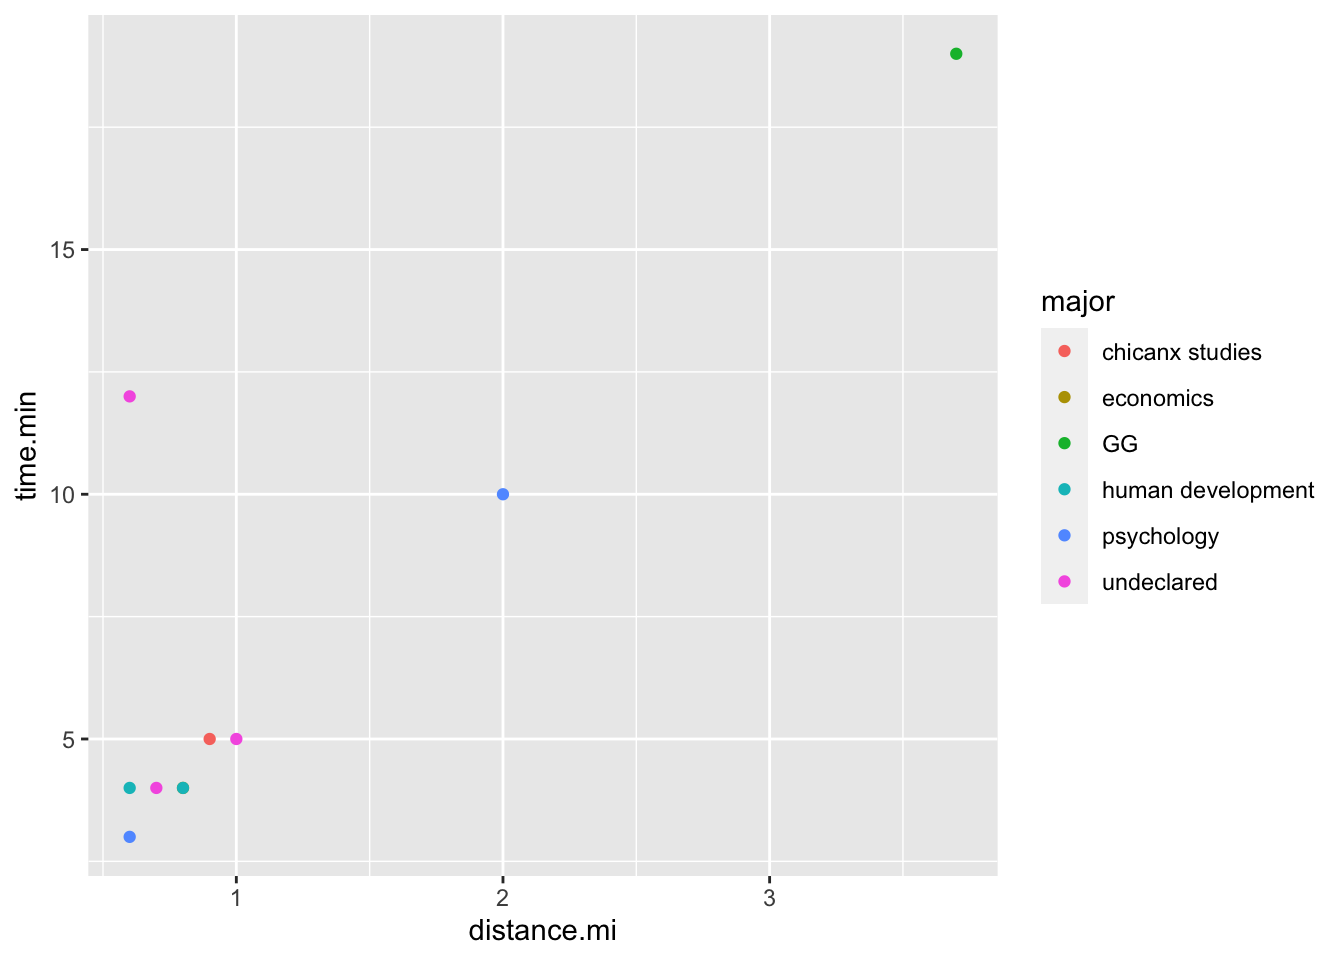 15
10
5
time.min
1
2
3
distance.mi
major
chicanx studies
economics
GG
human development
psychology
undeclared